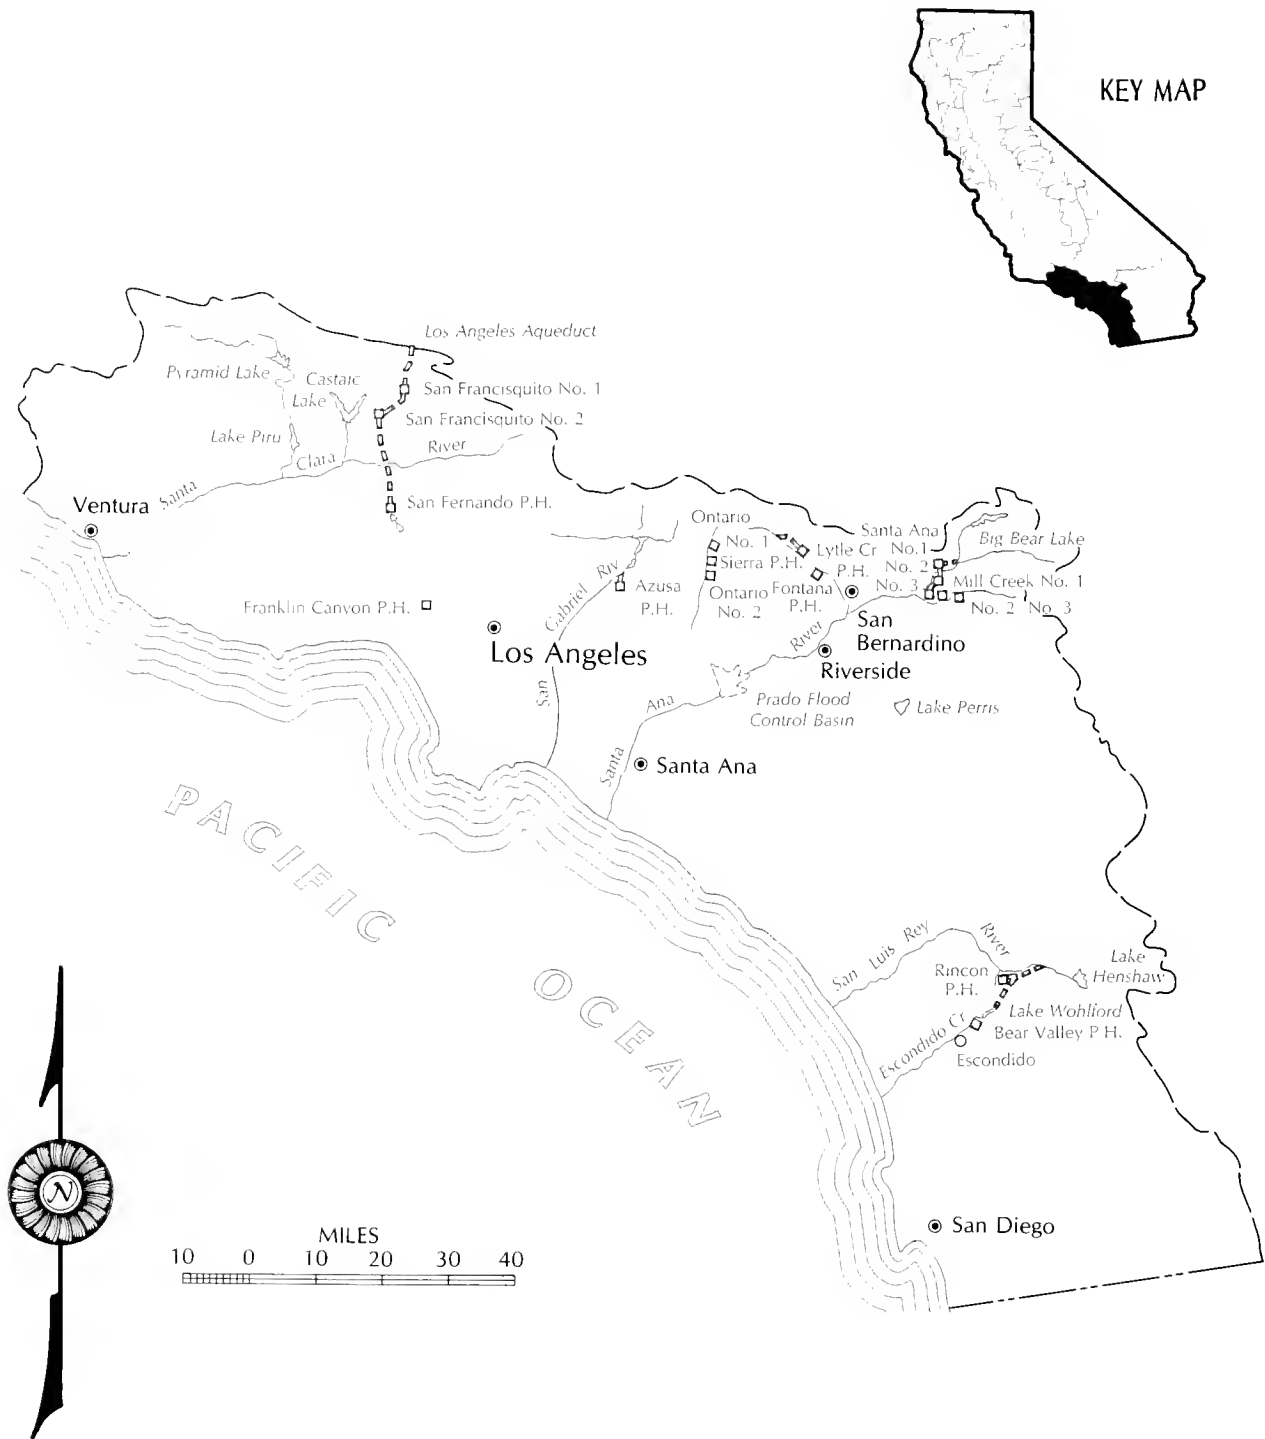 KEY MAP
Los Angeles Aqueduct
Pyramid Lake
Castaic
Lake
San Francisquito No. 1
San Francisquito No. 2
Lake Piru
Santa Clara River
Ventura
San Fernando P.H.
Ontario
No. 1
Sierra P.H.
Ontario
No. 2
Lytle Cr
P.H.
Fontana
P.H.
Santa Ana
No. 1
No. 2
No. 3
Big Bear Lake
Mill Creek No. 1
No. 2 No. 3
Azusa
P.H.
San Gabriel Riv
Franklin Canyon P.H.
Los Angeles
San
Bernardino
Riverside
Santa Ana River
Prado Flood
Control Basin
Lake Perris
Santa Ana
PACIFIC
OCEAN
San Luis Rey River
Rincon
P.H.
Lake
Henshaw
Lake Wohlford
Bear Valley P.H.
Escondido Cr
Escondido
San Diego
N
MILES
10 0 10 20 30 40